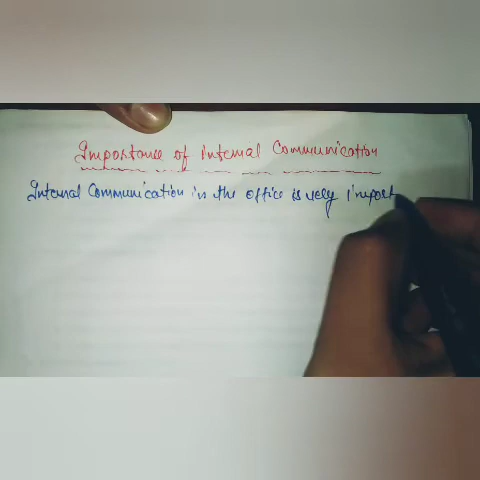 Importance of Internal Communication
Internal Communication in the office is very import